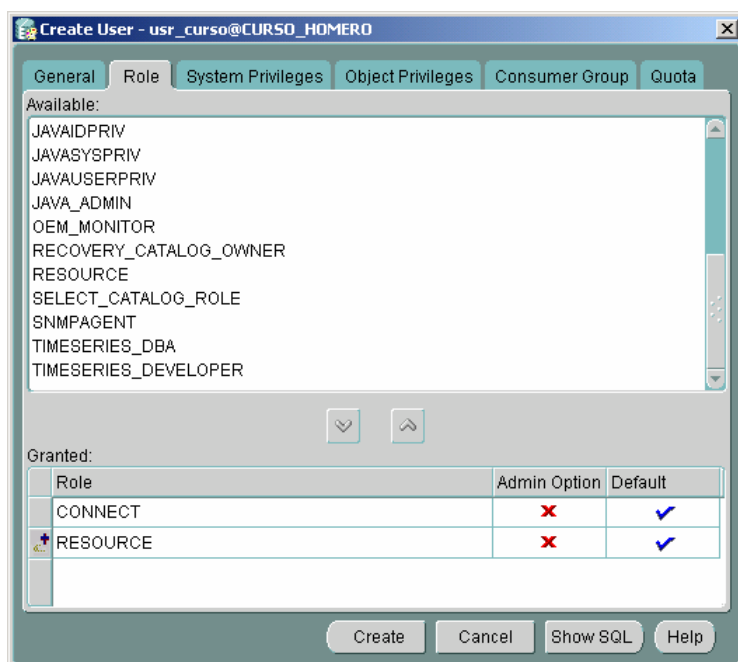 Create User - usr_curso@CURSO_HOMERO
General Role System Privileges Object Privileges Consumer Group Quota
Available:
JAVAIDPRIV
JAVASYSPRIV
JAVAUSERPRIV
JAVA_ADMIN
OEM_MONITOR
RECOVERY_CATALOG_OWNER
RESOURCE
SELECT_CATALOG_ROLE
SNMPAGENT
TIMESERIES_DBA
TIMESERIES_DEVELOPER
Granted:
Role Admin Option Default
CONNECT
RESOURCE
Create Cancel Show SQL Help